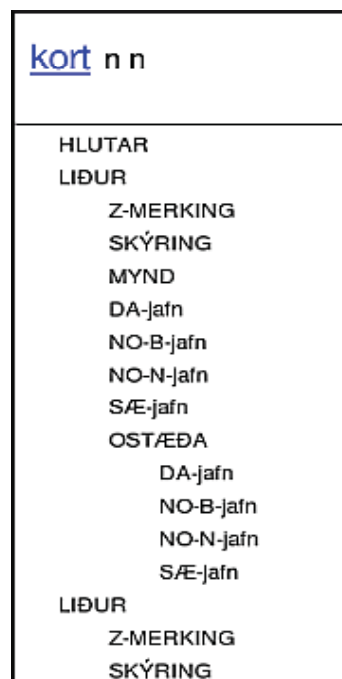 kort n n
HLUTAR
LIÐUR
Z-MERKING
SKÝRING
MYND
DA-jafn
NO-B-jafn
NO-N-jafn
SÆ-jafn
OSTÆÐA
DA-jafn
NO-B-jafn
NO-N-jafn
SÆ-jafn
LIÐUR
Z-MERKING
SKÝRING